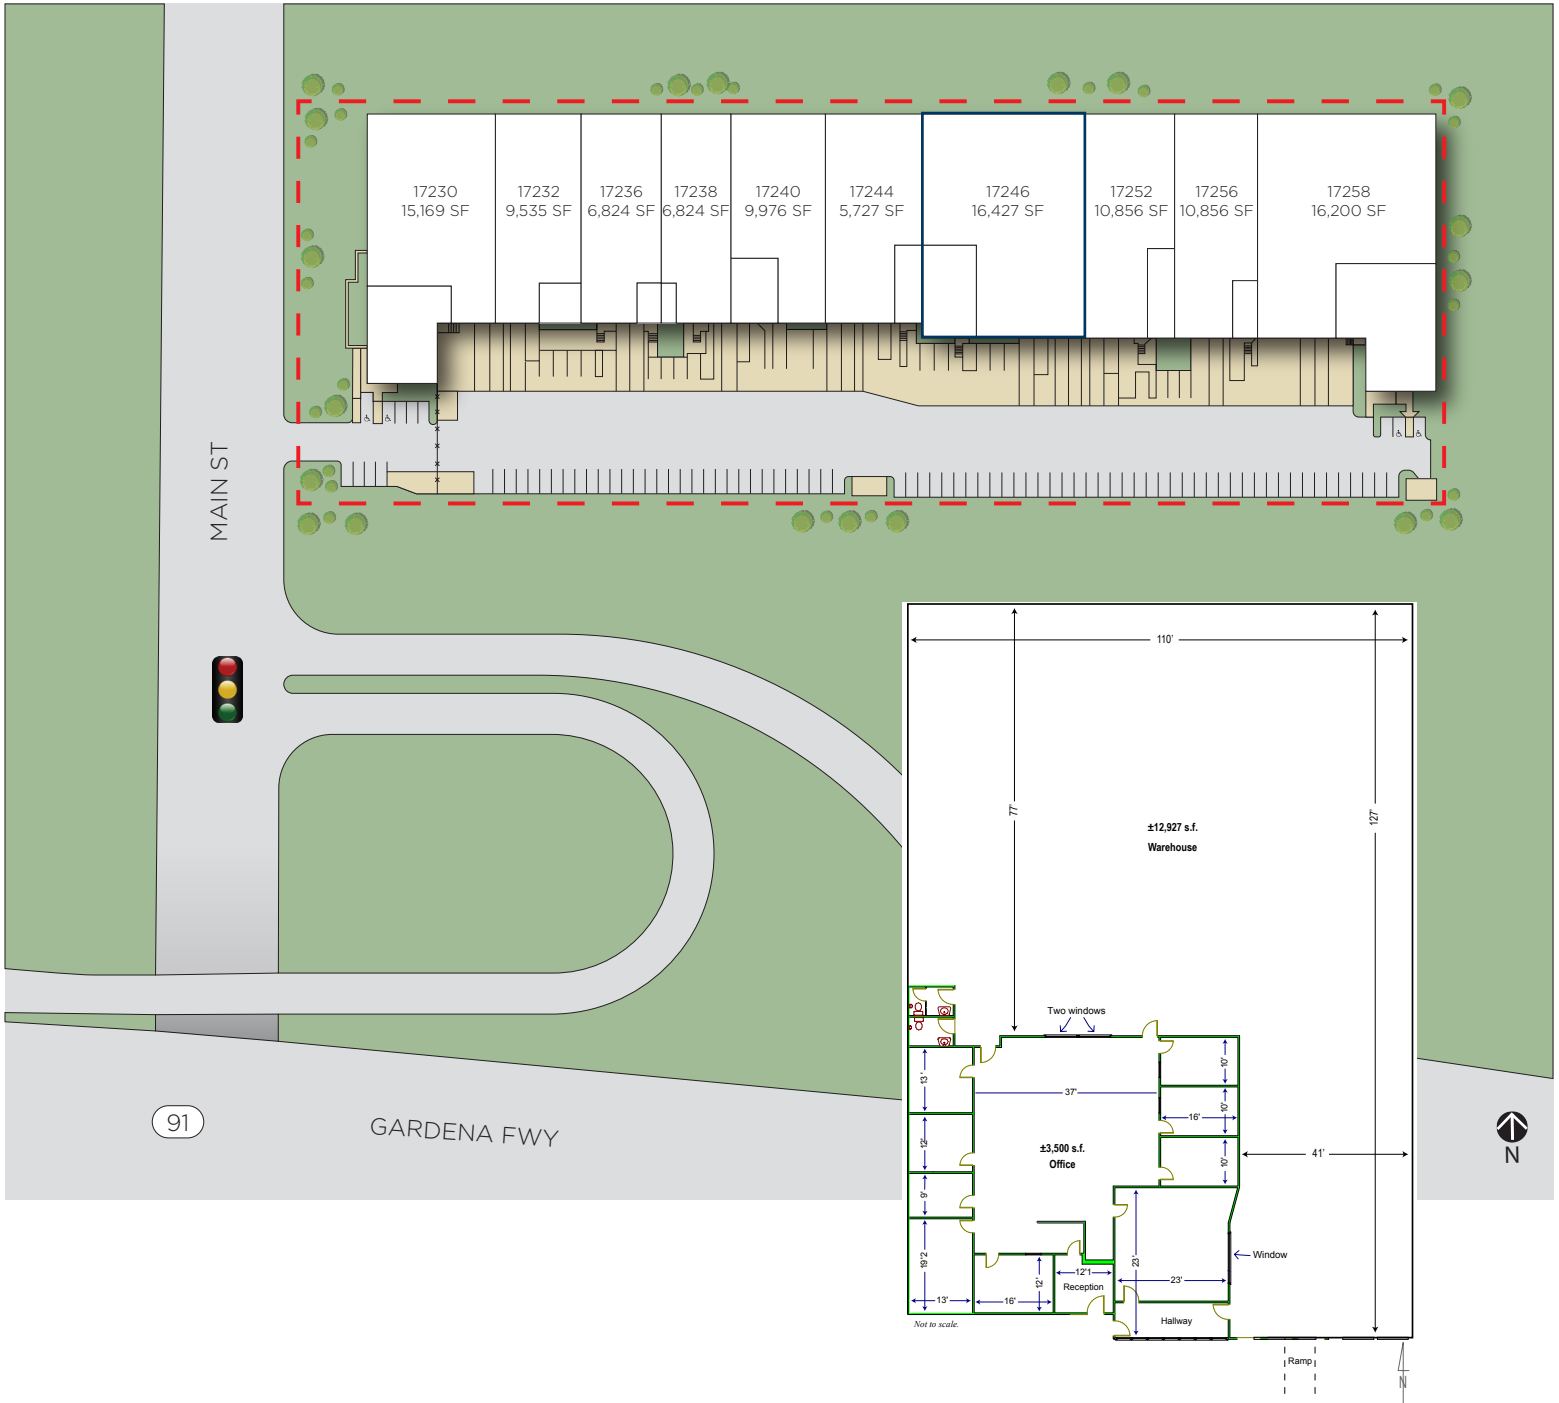 17230
15,169 SF
17232
9,535 SF
17236
6,824 SF
17238
6,824 SF
17240
9,976 SF
17244
5,727 SF
17246
16,427 SF
17252
10,856 SF
17256
10,856 SF
17258
16,200 SF
MAIN ST
91
GARDENA FWY
N
110'
77'
127'
±12,927 s.f.
Warehouse
Two windows
13 '
37'
10'
16'
10'
12'
±3,500 s.f.
Office
10'
41'
9'
19'2
23'
Window
12'1
Reception
12'
23'
13'
16'
Hallway
Not to scale.
Ramp
N